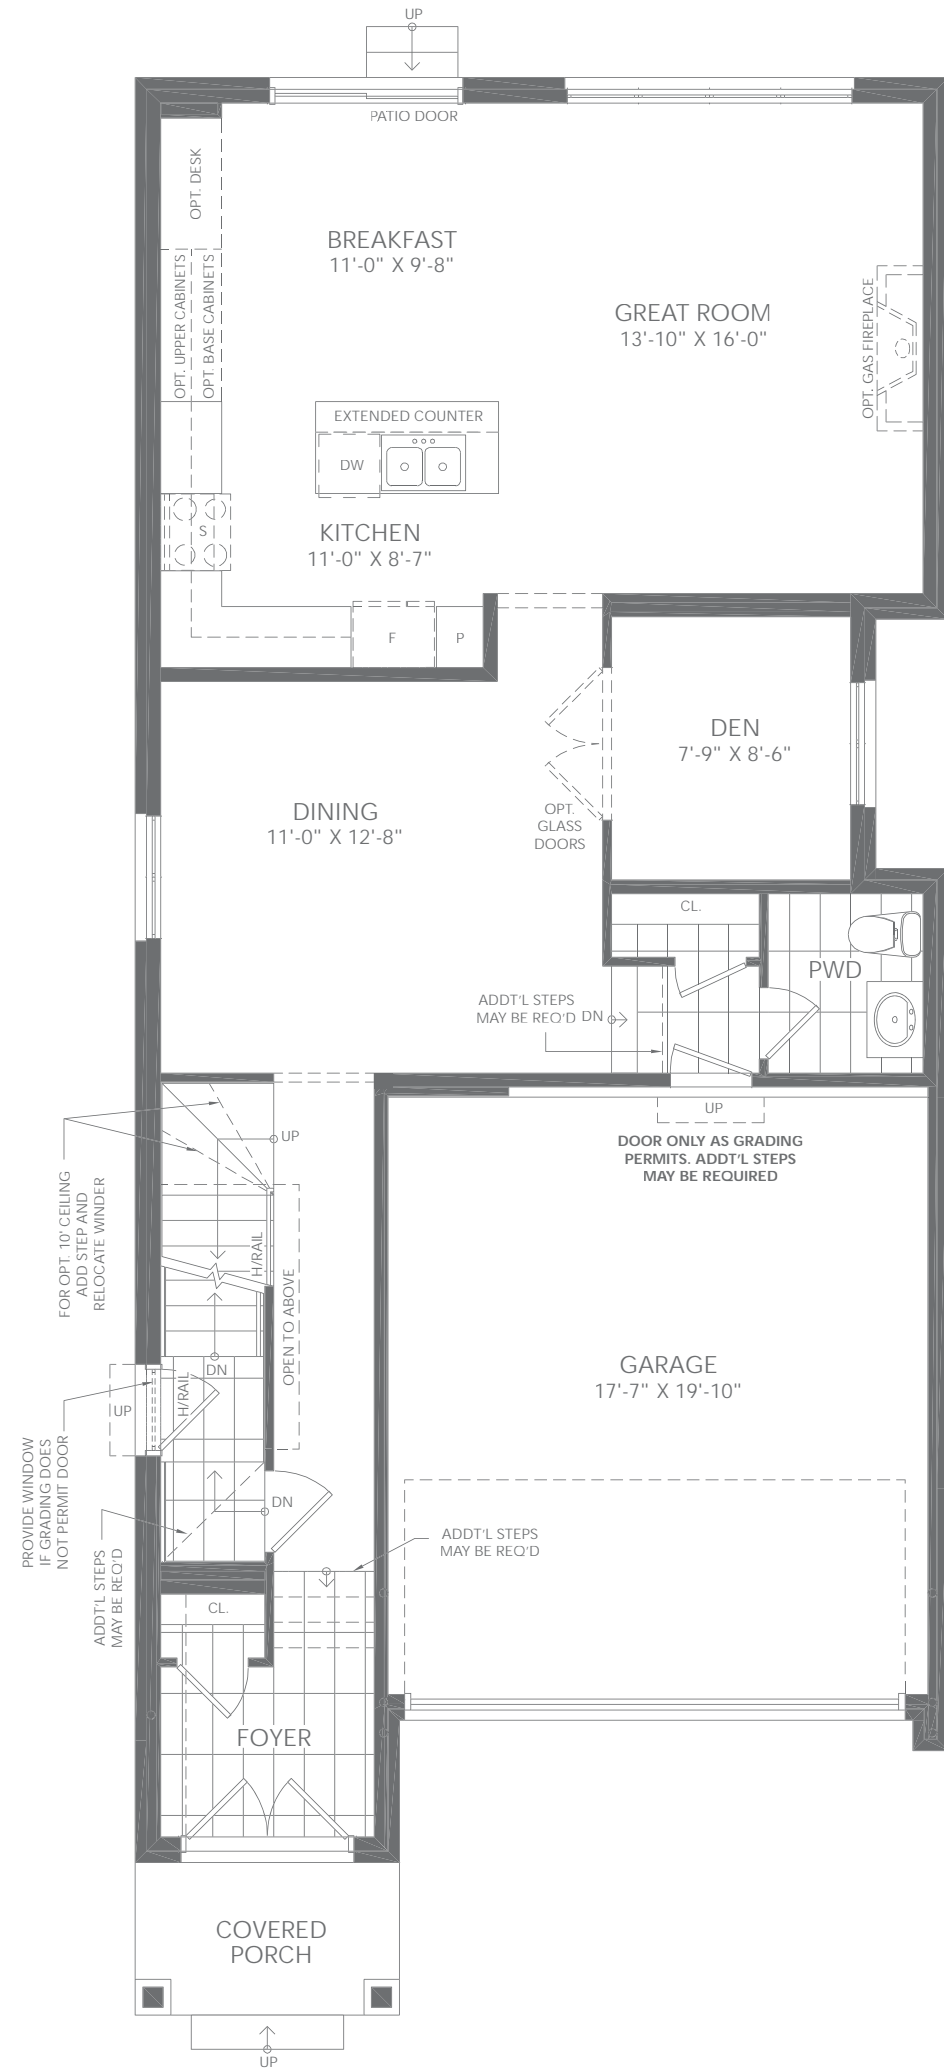 UP
PATIO DOOR
OPT. DESK
BREAKFAST
11'-0" X 9'-8"
OPT. UPPER CABINETS
OPT. BASE CABINETS
GREAT ROOM
13'-10" X 16'-0"
OPT. GAS FIREPLACE
EXTENDED COUNTER
DW
S
KITCHEN
11'-0" X 8'-7"
F
P
DEN
7'-9" X 8'-6"
DINING
11'-0" X 12'-8"
OPT.
GLASS
DOORS
CL.
PWD
ADDT'L STEPS
MAY BE REQ'D
DN
UP
UP
DOOR ONLY AS GRADING
PERMITS. ADDT'L STEPS
MAY BE REQUIRED
FOR OPT. 10' CEILING
ADD STEP AND
RELOCATE WINDER
H/RAIL
OPEN TO ABOVE
DN
H/RAIL
UP
GARAGE
17'-7" X 19'-10"
PROVIDE WINDOW
IF GRADING DOES
NOT PERMIT DOOR
DN
ADDT'L STEPS
MAY BE REQ'D
ADDT'L STEPS
MAY BE REQ'D
CL.
FOYER
COVERED
PORCH
UP